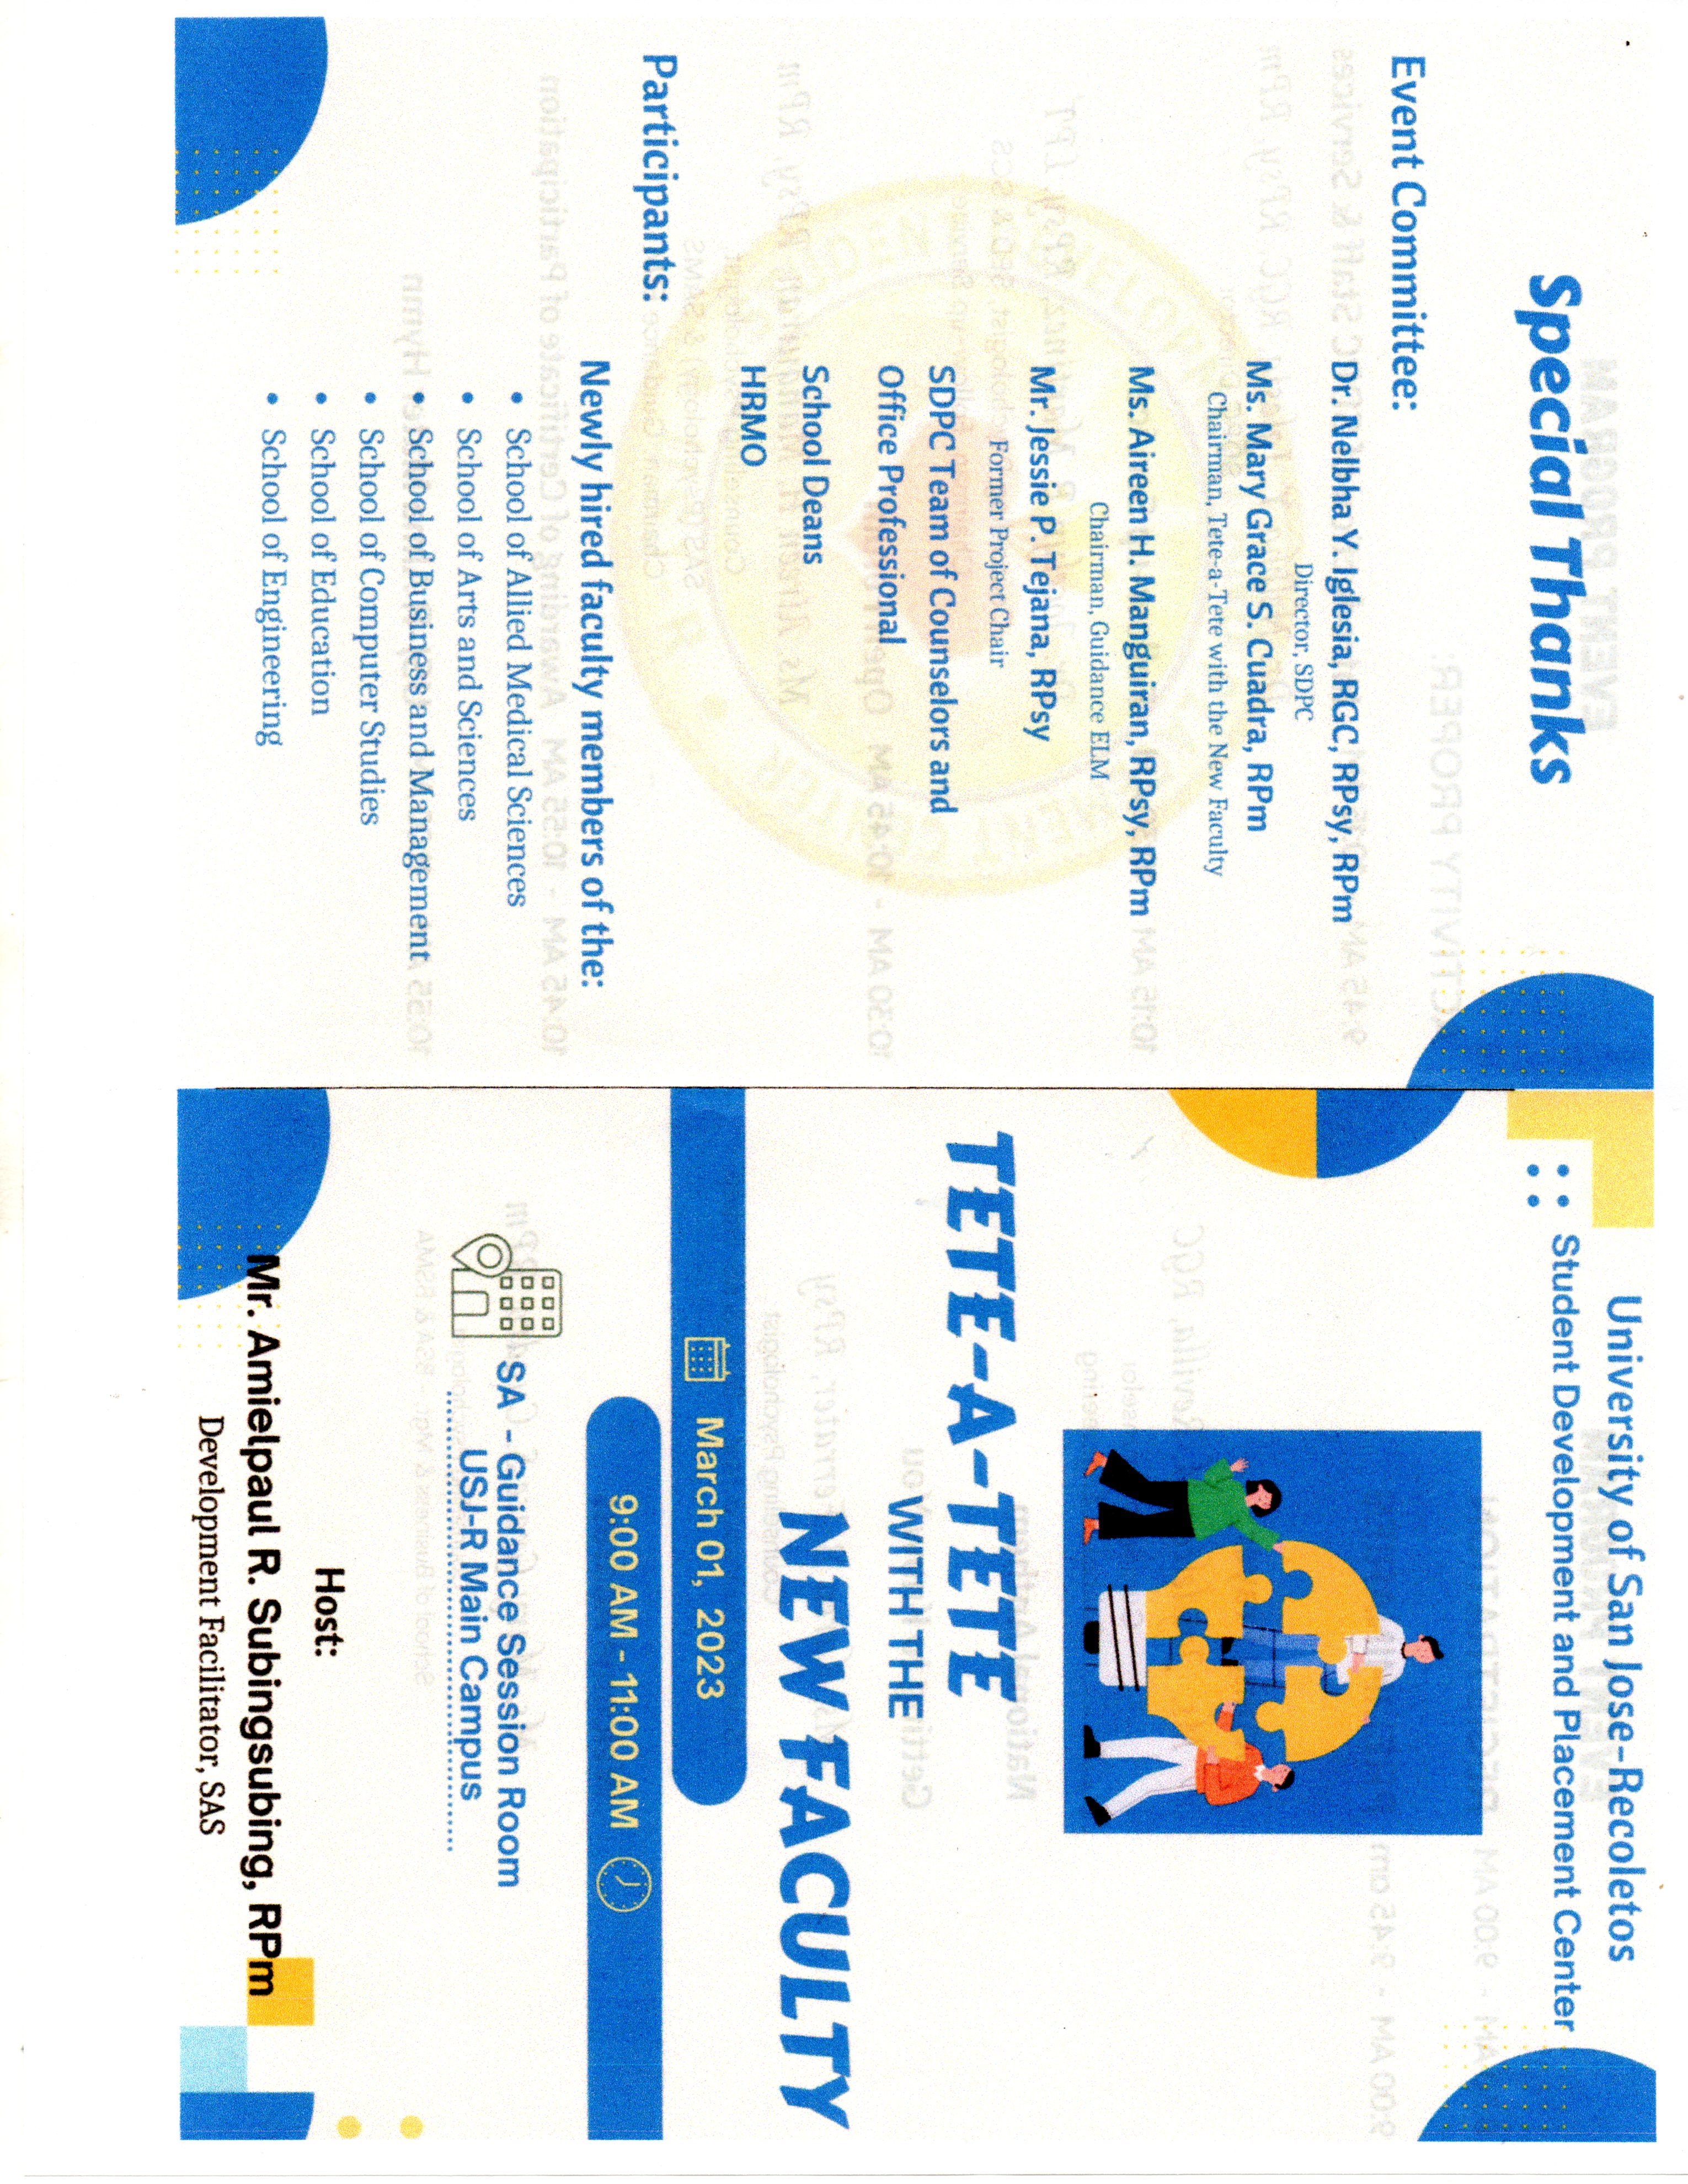 Special Thanks
Event Committee:
Dr. Nelbha Y. Iglesia, RGC, RPsy, RPm
Director, SDPC
Ms. Mary Grace S. Cuadra, RPm
Chairman, Tete-a-Tete with the New Faculty
Ms. Aireen H. Manguiran, RPsy, RPm
Chairman, Guidance ELM
Mr. Jessie P. Tejana, RPsy
Former Project Chair
SDPC Team of Counselors and
Office Professional
School Deans
HRMO
Participants:
Newly hired faculty members of the:
• School of Allied Medical Sciences
• School of Arts and Sciences
• School of Business and Management
• School of Computer Studies
• School of Education
• School of Engineering
University of San Jose-Recoletos
Student Development and Placement Center
TETE-A-TETE
WITH THE
NEW FACULTY
March 01, 2023
9:00 AM - 11:00 AM
SA - Guidance Session Room
USJ-R Main Campus
Host:
Mr. Amielpaul R. Subingsubing, RPm
Development Facilitator, SAS